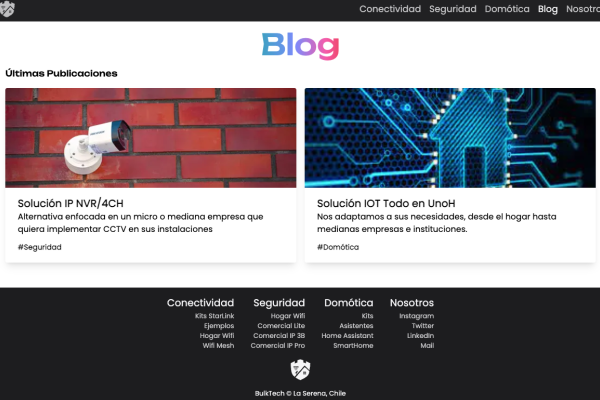 Conectividad Seguridad Domótica Blog Nosotro
Blog
Últimas Publicaciones
Solución IP NVR/4CH
Alternativa enfocada en un micro o mediana empresa que
quiera implementar CCTV en sus instalaciones
#Seguridad
Solución IOT Todo en UnoH
Nos adaptamos a sus necesidades, desde el hogar hasta
medianas empresas e instituciones.
#Domótica
Conectividad
Kits StarLink
Ejemplos
Hogar Wifi
Wifi Mesh
Seguridad
Hogar Wifi
Comercial Lite
Comercial IP 3B
Comercial IP Pro
Domótica
Kits
Asistentes
Home Assistant
SmartHome
Nosotros
Instagram
Twitter
LinkedIn
Mail
BulkTech © La Serena, Chile